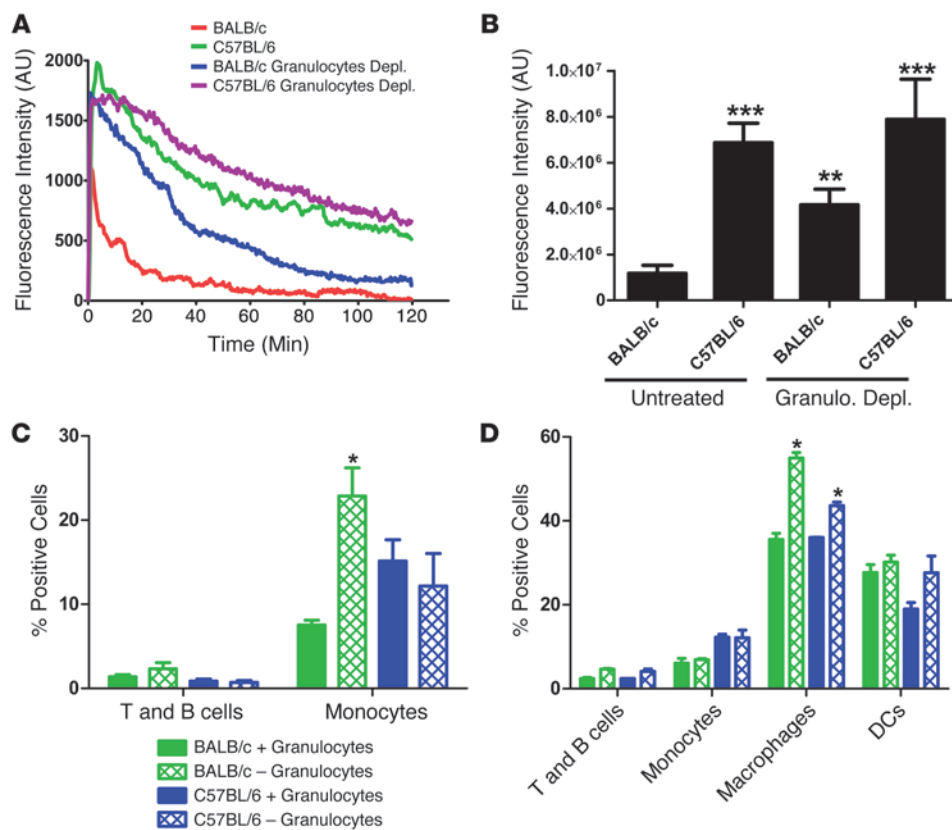 A
BALB/c
C57BL/6
BALB/c Granulocytes Depl.
C57BL/6 Granulocytes Depl.
Fluorescence Intensity (AU)
2000
1500
1000
500
0
0 20 40 60 80 100 120
Time (Min)
B
Fluorescence Intensity (AU)
1.0×10⁷
8.0×10⁶
6.0×10⁶
4.0×10⁶
2.0×10⁶
0
***
**
***
BALB/c C57BL/6 BALB/c C57BL/6
Untreated Granulo. Depl.
C
% Positive Cells
30
20
10
0
*
T and B cells Monocytes
BALB/c + Granulocytes
BALB/c – Granulocytes
C57BL/6 + Granulocytes
C57BL/6 – Granulocytes
D
% Positive Cells
60
40
20
0
*
*
T and B cells Monocytes Macrophages DCs